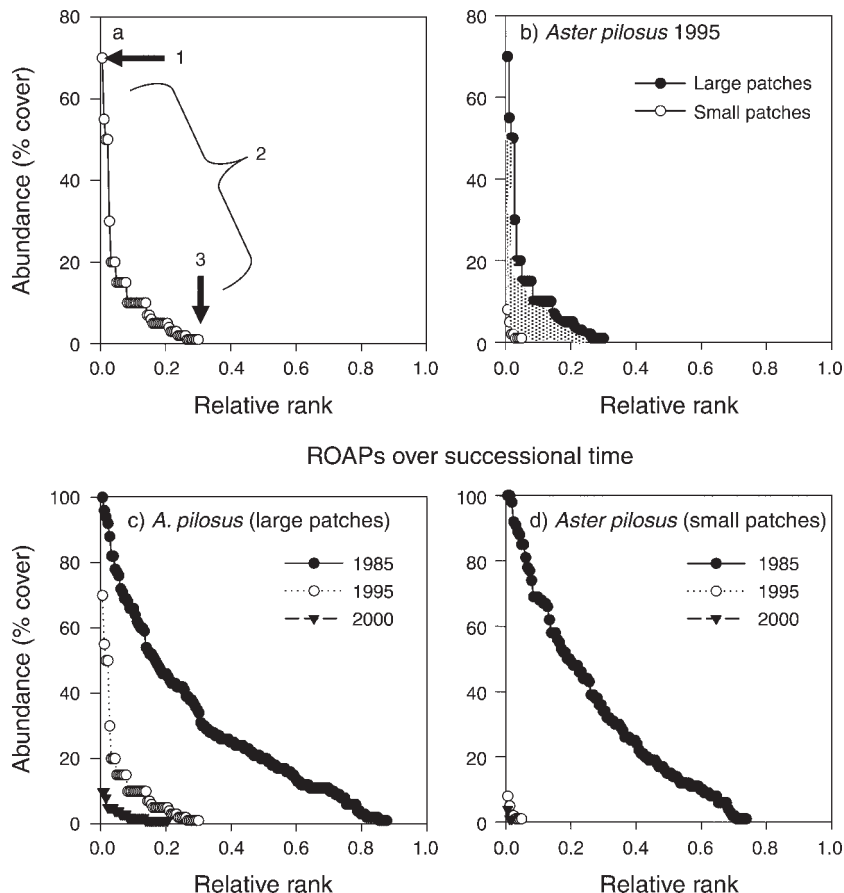 a
1
2
3
80
60
40
20
0
Abundance (% cover)
0.0 0.2 0.4 0.6 0.8 1.0
Relative rank
b) Aster pilosus 1995
Large patches
Small patches
80
60
40
20
0
0.0 0.2 0.4 0.6 0.8 1.0
Relative rank
ROAPs over successional time
c) A. pilosus (large patches)
1985
1995
2000
100
80
60
40
20
0
Abundance (% cover)
0.0 0.2 0.4 0.6 0.8 1.0
Relative rank
d) Aster pilosus (small patches)
1985
1995
2000
100
80
60
40
20
0
0.0 0.2 0.4 0.6 0.8 1.0
Relative rank